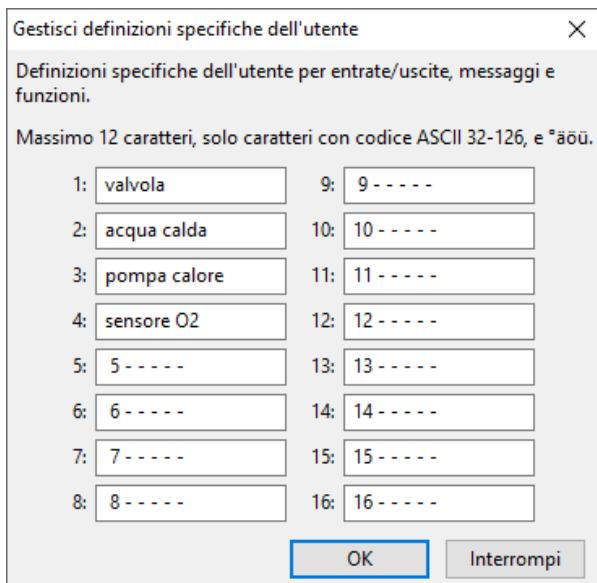 Gestisci definizioni specifiche dell'utente
Definizioni specifiche dell'utente per entrate/uscite, messaggi e
funzioni.
Massimo 12 caratteri, solo caratteri con codice ASCII 32-126, e °äöü.
1: valvola
2: acqua calda
3: pompa calore
4: sensore O2
5: 5 - - - - -
6: 6 - - - - -
7: 7 - - - - -
8: 8 - - - - -
9: 9 - - - - -
10: 10 - - - - -
11: 11 - - - - -
12: 12 - - - - -
13: 13 - - - - -
14: 14 - - - - -
15: 15 - - - - -
16: 16 - - - - -
OK Interrompi